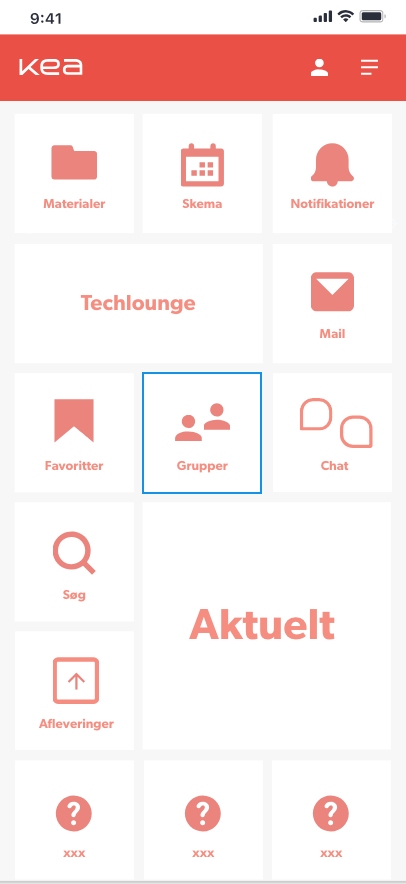 9:41
kea
Materialer
Skema
Notifikationer
Techlounge
Mail
Favoritter
Grupper
Chat
Søg
Aktuelt
Afleveringer
?
?
?
xxx
xxx
xxx